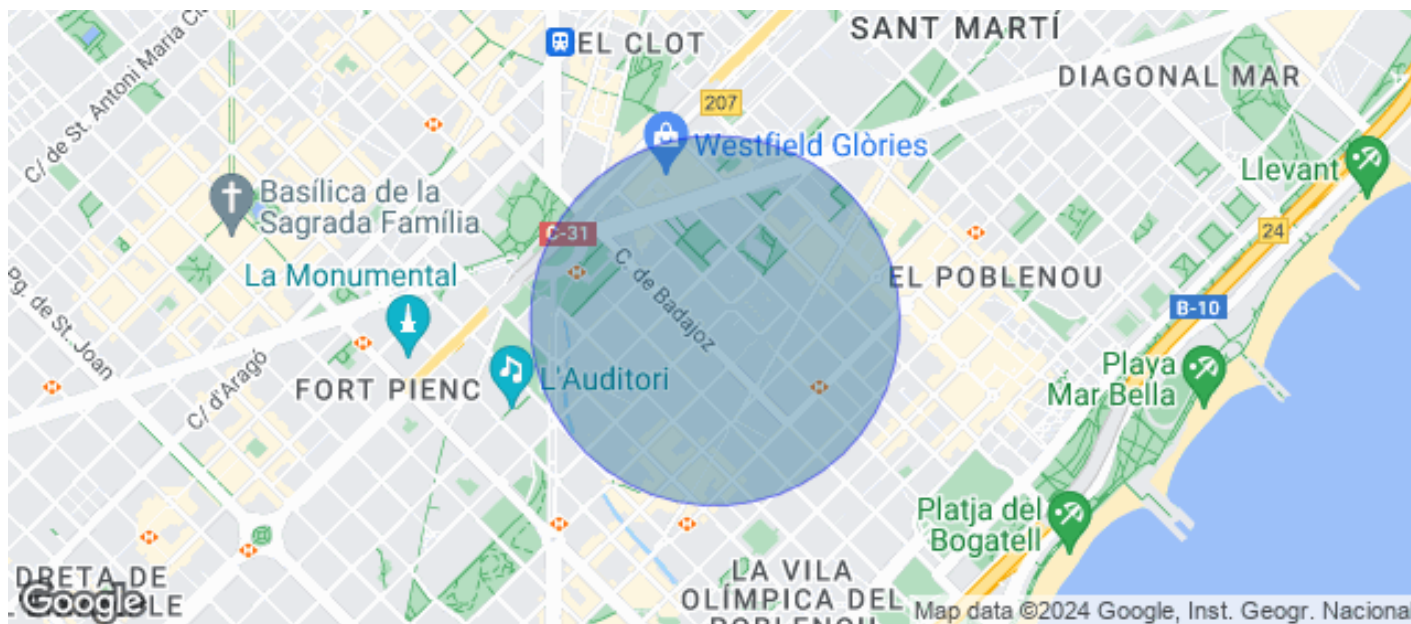 SANT MARTÍ
EL CLOT
DIAGONAL MAR
C/ de St. Antoni Maria Cl
207
Westfield Glòries
Llevant
Basílica de la
Sagrada Família
C-31
24
C. de Badajoz
La Monumental
EL POBLENOU
B-10
Pg. de St. Joan
C/ d'Aragó
FORT PIENC
L'Auditori
Playa
Mar Bella
Platja del
Bogatell
DRETA DE
LA VILA
OLÍMPICA DEL
POBLENOU
Google
Map data ©2024 Google, Inst. Geogr. Nacional